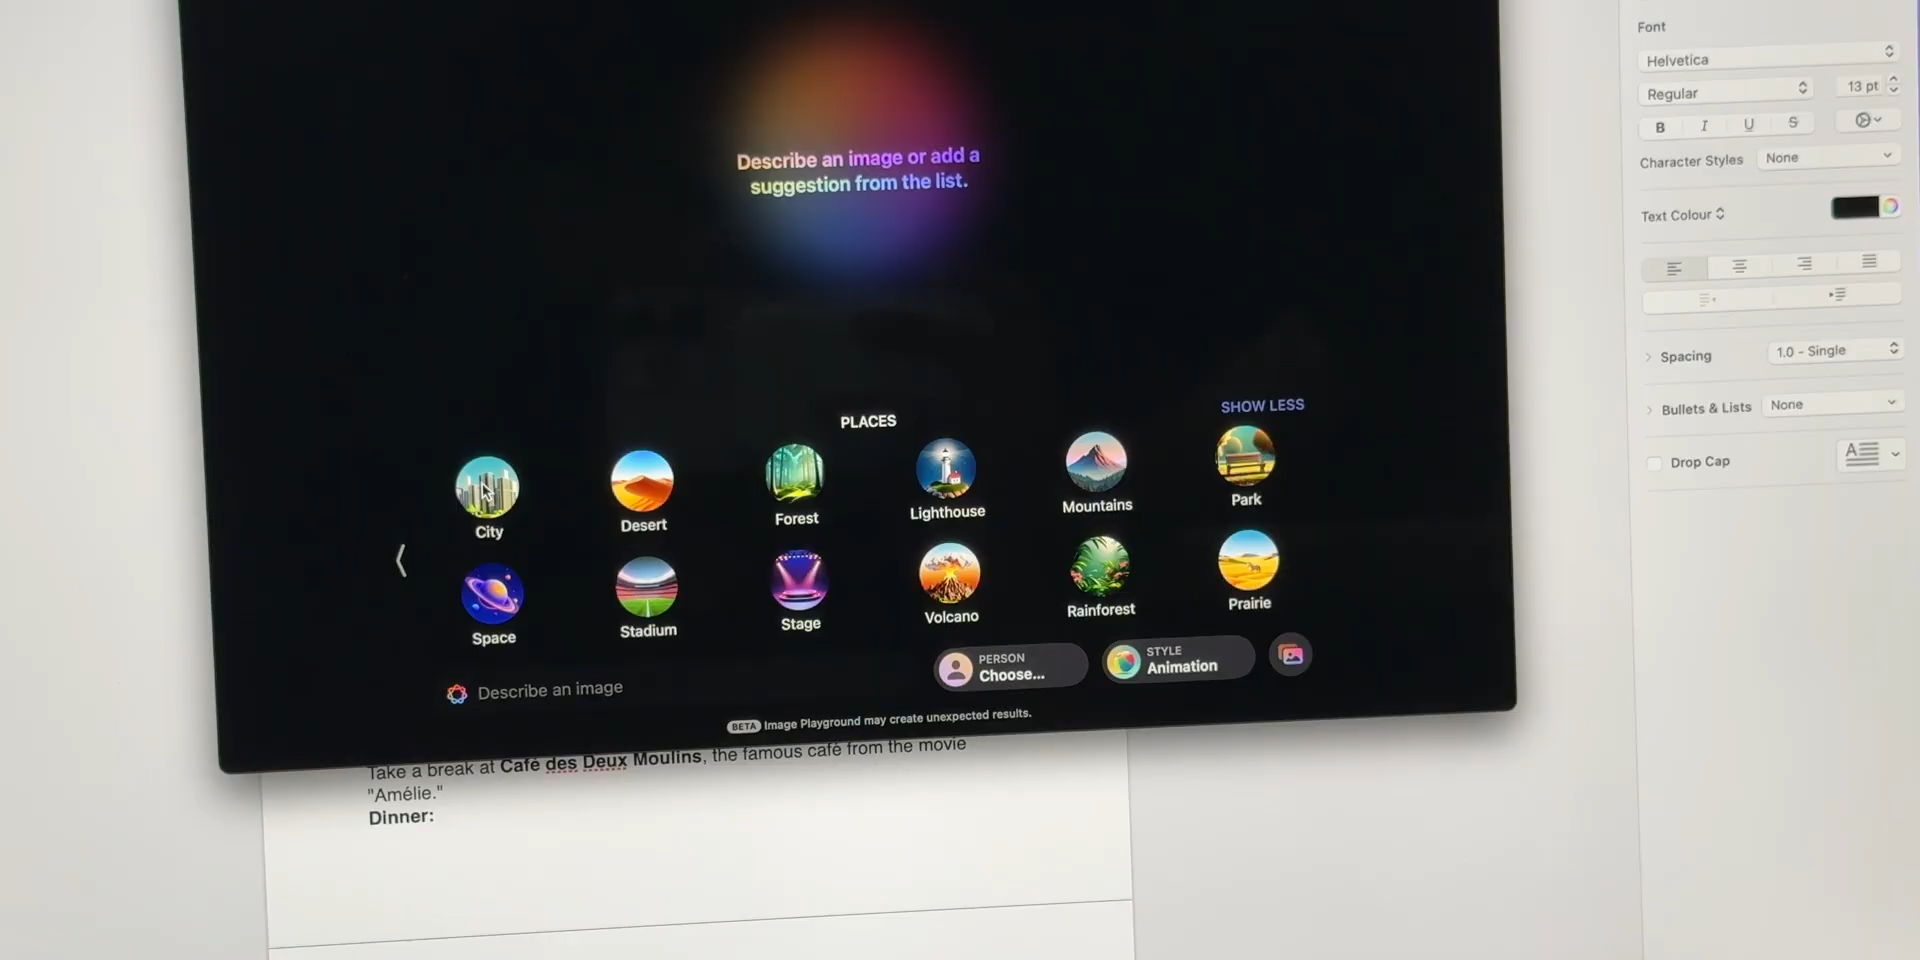 Describe an image or add a
suggestion from the list.
PLACES
SHOW LESS
City
Desert
Forest
Lighthouse
Mountains
Park
Space
Stadium
Stage
Volcano
Rainforest
Prairie
Describe an image
PERSON
Choose...
STYLE
Animation
BETA Image Playground may create unexpected results.
Take a break at Café des Deux Moulins, the famous café from the movie
"Amélie."
Dinner:
Font
Helvetica
Regular
13 pt
B I U S
Character Styles
None
Text Colour
Spacing
1.0 - Single
Bullets & Lists
None
Drop Cap
A